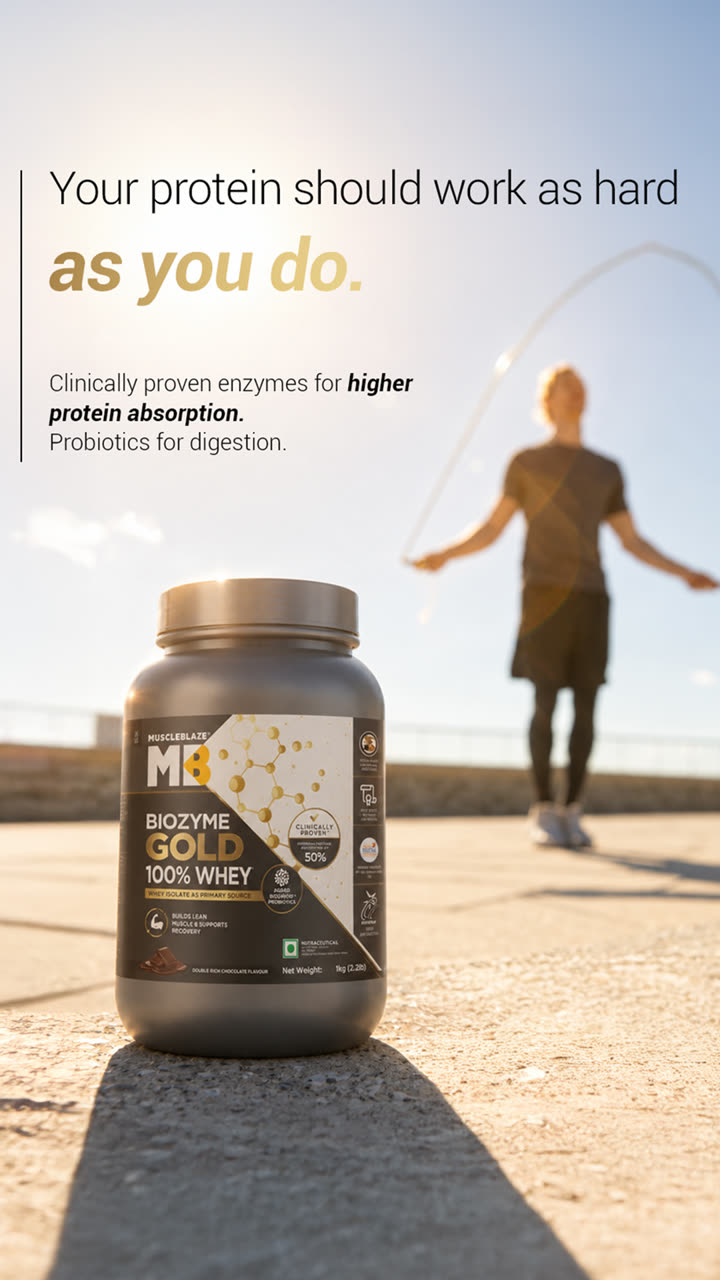 Your protein should work as hard
as you do.
Clinically proven enzymes for higher
protein absorption.
Probiotics for digestion.
MUSCLEBLAZE®
MB
BIOZYME
GOLD
100% WHEY
WHEY ISOLATE AS PRIMARY SOURCE
BUILDS LEAN
MUSCLE & SUPPORTS
RECOVERY
CLINICALLY
PROVEN
50%
PROBIOTICS
NUTRACEUTICAL
DOUBLE RICH CHOCOLATE FLAVOUR
Net Weight: 1kg (2.2lb)